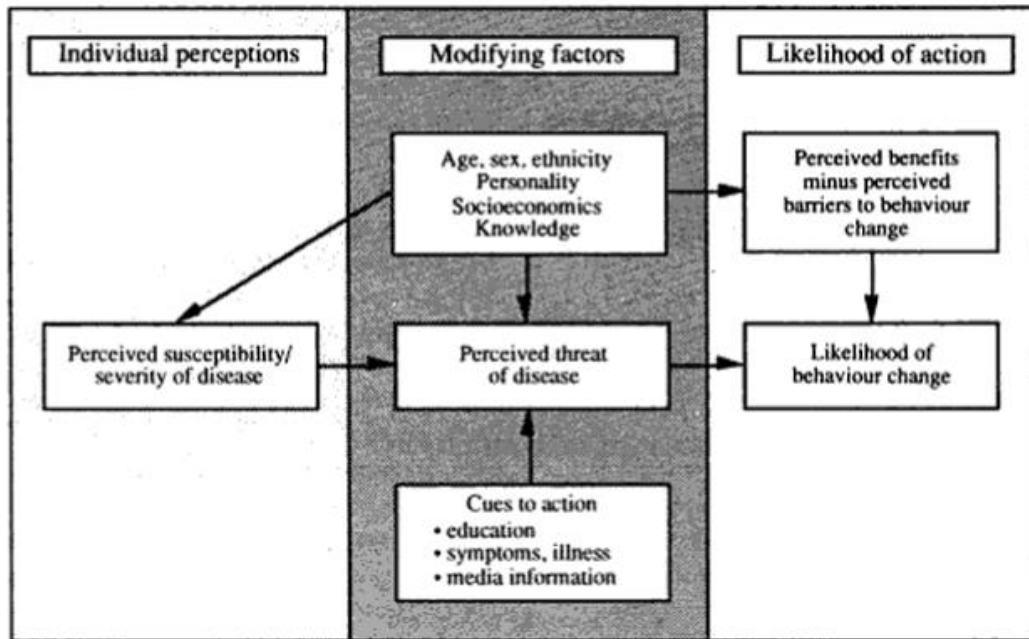 Individual perceptions
Modifying factors
Likelihood of action
Age, sex, ethnicity
Personality
Socioeconomics
Knowledge
Perceived benefits
minus perceived
barriers to behaviour
change
Perceived susceptibility/
severity of disease
Perceived threat
of disease
Likelihood of
behaviour change
Cues to action
• education
• symptoms, illness
• media information